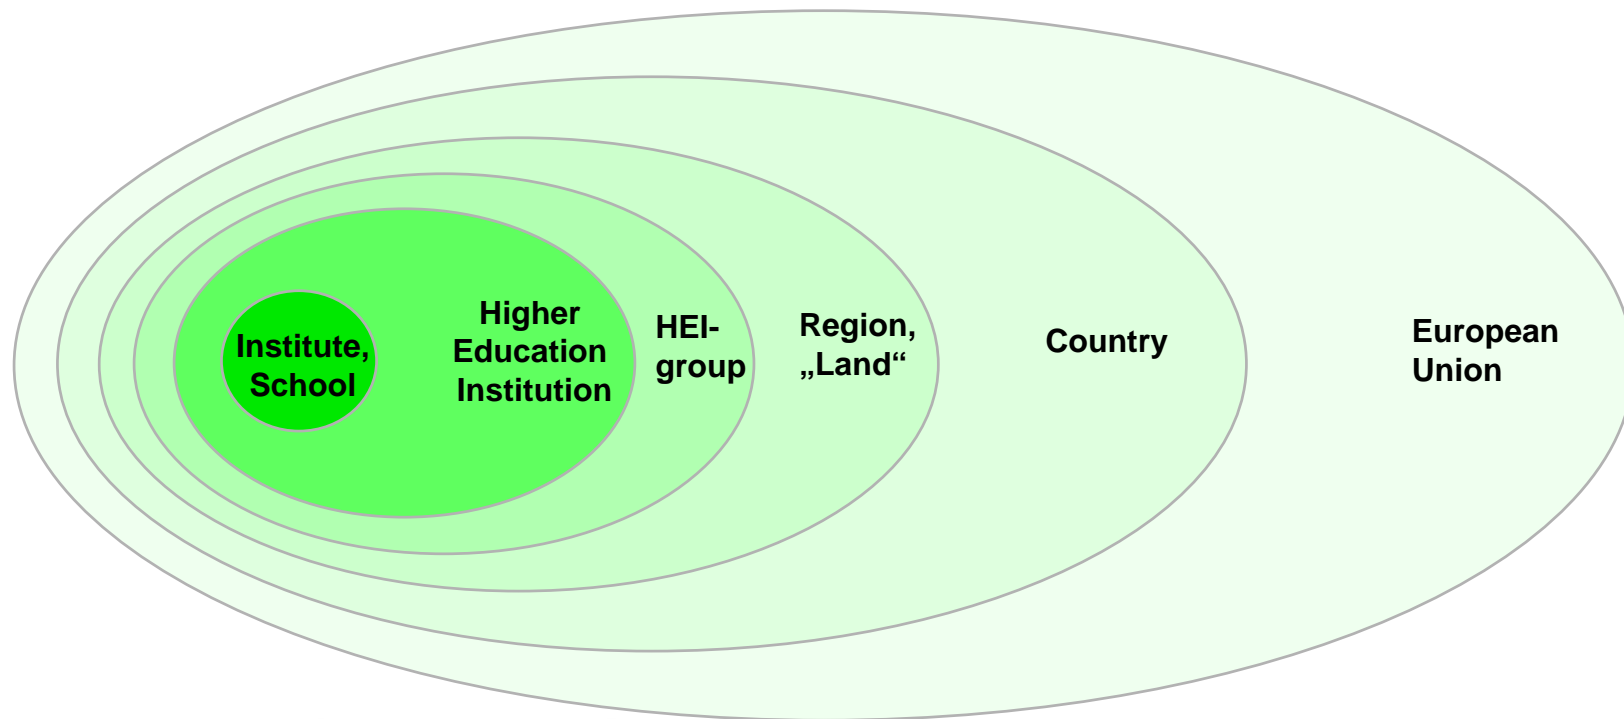 Institute,
School
Higher
Education
Institution
HEI-
group
Region,
„Land“
Country
European
Union